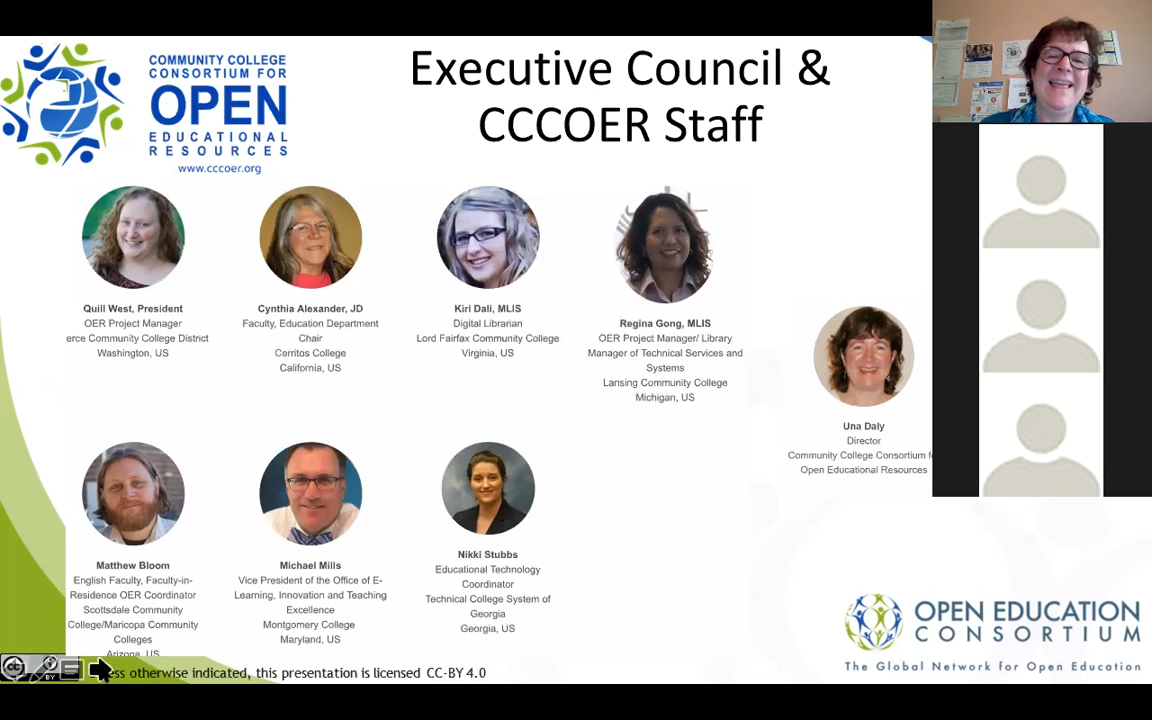 COMMUNITY COLLEGE
CONSORTIUM FOR
OPEN
EDUCATIONAL
RESOURCES
www.cccoer.org
Executive Council &
CCCOER Staff
Quill West, President
OER Project Manager
erce Community College District
Washington, US
Cynthia Alexander, JD
Faculty, Education Department
Chair
Cerritos College
California, US
Kiri Dali, MLIS
Digital Librarian
Lord Fairfax Community College
Virginia, US
Regina Gong, MLIS
OER Project Manager/ Library
Manager of Technical Services and
Systems
Lansing Community College
Michigan, US
Una Daly
Director
Community College Consortium f
Open Educational Resources
Matthew Bloom
English Faculty, Faculty-in-
Residence OER Coordinator
Scottsdale Community
College/Maricopa Community
Colleges
Arizona, US
Michael Mills
Vice President of the Office of E-
Learning, Innovation and Teaching
Excellence
Montgomery College
Maryland, US
Nikki Stubbs
Educational Technology
Coordinator
Technical College System of
Georgia
Georgia, US
OPEN EDUCATION
CONSORTIUM
The Global Network for Open Education
cc
BY
ess otherwise indicated, this presentation is licensed CC-BY 4.0